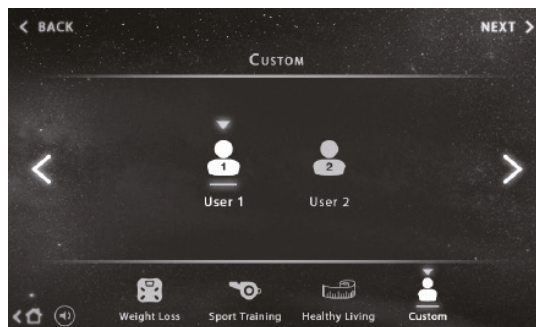 < BACK
NEXT >
CUSTOM
1
2
User 1
User 2
Weight Loss
Sport Training
Healthy Living
Custom